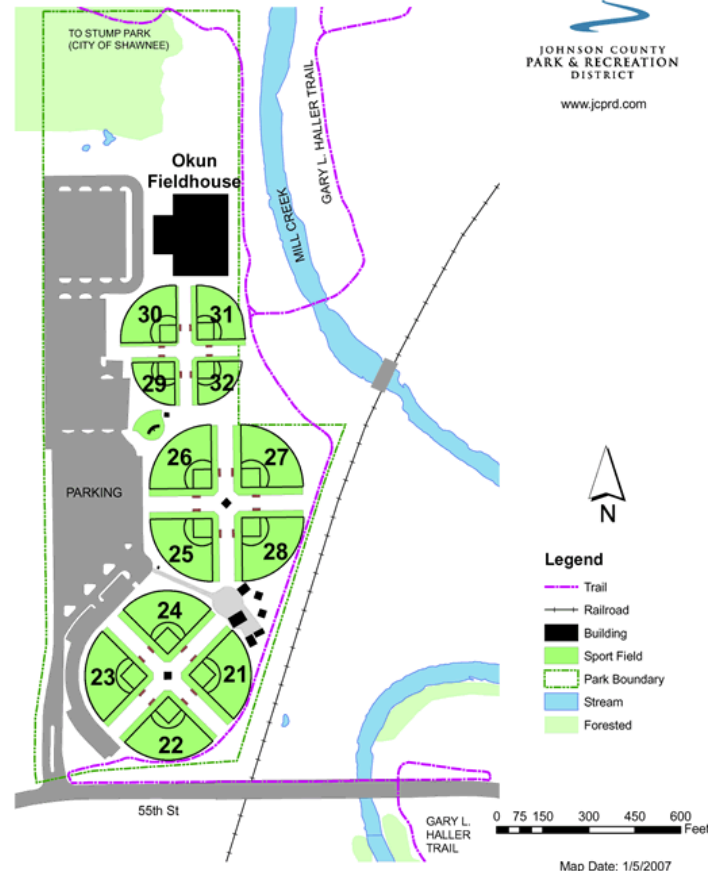 TO STUMP PARK
(CITY OF SHAWNEE)
JOHNSON COUNTY
PARK & RECREATION
DISTRICT
www.jcprd.com
GARY L. HALLER TRAIL
Okun
Fieldhouse
MILL CREEK
30
31
29
32
26
27
PARKING
25
28
24
23
21
22
N
Legend
Trail
Railroad
Building
Sport Field
Park Boundary
Stream
Forested
55th St
GARY L.
HALLER
TRAIL
0 75 150 300 450 600
Feet
Map Date: 1/5/2007